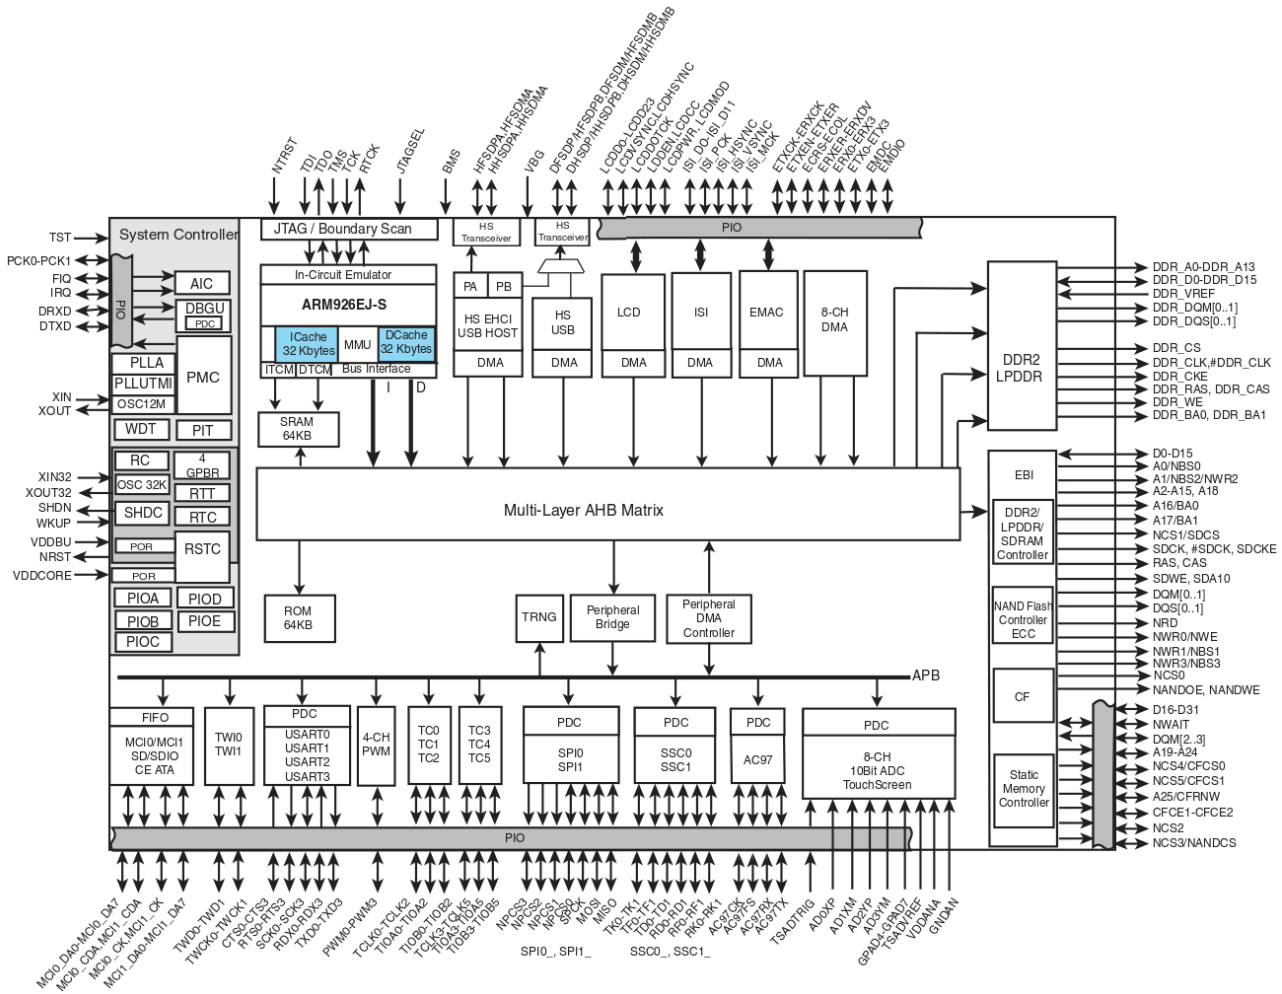 HFSDPA,HFSDMA
HHSDPA,HHSDMA
DFSDP/HFSDPB,DFSDM/HFSDMB
DHSDP/HHSDPB,DHSDM/HHSDMB
LCDD0-LCDD23
LCDVSYNC,LCDHSYNC
LCDDOTCK
LDDEN,LCDCC
LCDPWR, LCDMOD
ISI_DO-ISI_D11
ISI_PCK
ISI_HSYNC
ISI_VSYNC
ISI_MCK
ETXCK-ERXCK
ETXEN-ETXER
ECRS-ECOL
ERXER-ERXDV
ERX0-ERX3
ETX0-ETX3
EMDC
EMDIO
NTRST
TDI
TDO
TMS
TCK
RTCK
JTAGSEL
BMS
VBG
System Controller
TST
PCK0-PCK1
FIQ
IRQ
DRXD
DTXD
PIO
AIC
DBGU
PDC
PLLA
PLLUTMI
OSC12M
PMC
XIN
XOUT
WDT
PIT
RC
4
GPBR
OSC 32K
RTT
SHDC
RTC
XIN32
XOUT32
SHDN
WKUP
VDDBU
NRST
VDDCORE
POR
RSTC
POR
PIOA
PIOD
PIOB
PIOE
PIOC
JTAG / Boundary Scan
In-Circuit Emulator
ARM926EJ-S
ICache
32 Kbytes
MMU
DCache
32 Kbytes
ITCM
DTCM
Bus Interface
I
D
SRAM
64KB
HS
Transceiver
HS
Transceiver
PA
PB
HS EHCI
USB HOST
DMA
HS
USB
DMA
PIO
LCD
DMA
ISI
DMA
EMAC
DMA
8-CH
DMA
DDR2
LPDDR
DDR_A0-DDR_A13
DDR_D0-DDR_D15
DDR_VREF
DDR_DQM[0..1]
DDR_DQS[0..1]
DDR_CS
DDR_CLK,#DDR_CLK
DDR_CKE
DDR_RAS, DDR_CAS
DDR_WE
DDR_BA0, DDR_BA1
Multi-Layer AHB Matrix
EBI
DDR2/
LPDDR/
SDRAM
Controller
NAND Flash
Controller
ECC
CF
Static
Memory
Controller
D0-D15
A0/NBS0
A1/NBS2/NWR2
A2-A15, A18
A16/BA0
A17/BA1
NCS1/SDCS
SDCK, #SDCK, SDCKE
RAS, CAS
SDWE, SDA10
DQM[0..1]
DQS[0..1]
NRD
NWR0/NWE
NWR1/NBS1
NWR3/NBS3
NCS0
NANDOE, NANDWE
D16-D31
NWAIT
DQM[2..3]
A19-A24
NCS4/CFCS0
NCS5/CFCS1
A25/CFRNW
CFCE1-CFCE2
NCS2
NCS3/NANDCS
ROM
64KB
TRNG
Peripheral
Bridge
Peripheral
DMA
Controller
APB
FIFO
MCI0/MCI1
SD/SDIO
CE ATA
TWI0
TWI1
PDC
USART0
USART1
USART2
USART3
4-CH
PWM
TC0
TC1
TC2
TC3
TC4
TC5
PDC
SPI0
SPI1
PDC
SSC0
SSC1
PDC
AC97
PDC
8-CH
10Bit ADC
TouchScreen
PIO
MCI0_DA0-MCI0_DA7
MCI0_CDA,MCI1_CDA
MCI0_CK,MCI1_CK
MCI1_DA0-MCI1_DA7
TWD0-TWD1
TWCK0-TWCK1
CTS0-CTS3
RTS0-RTS3
SCK0-SCK3
RDX0-RDX3
TXD0-TXD3
PWM0-PWM3
TCLK0-TCLK2
TIOA0-TIOA2
TIOB0-TIOB2
TCLK3-TCLK5
TIOA3-TIOA5
TIOB3-TIOB5
NPCS3
NPCS2
NPCS1
NPCS0
SPCK
MOSI
MISO
TK0-TK1
TF0-TF1
TD0-TD1
RD0-RD1
RF0-RF1
RK0-RK1
AC97CK
AC97FS
AC97RX
AC97TX
TSADTRIG
AD0XP
AD1XM
AD2YP
AD3YM
GPAD4-GPAD7
TSADVREF
VDDANA
GNDAN
SPI0_, SPI1_
SSC0_, SSC1_